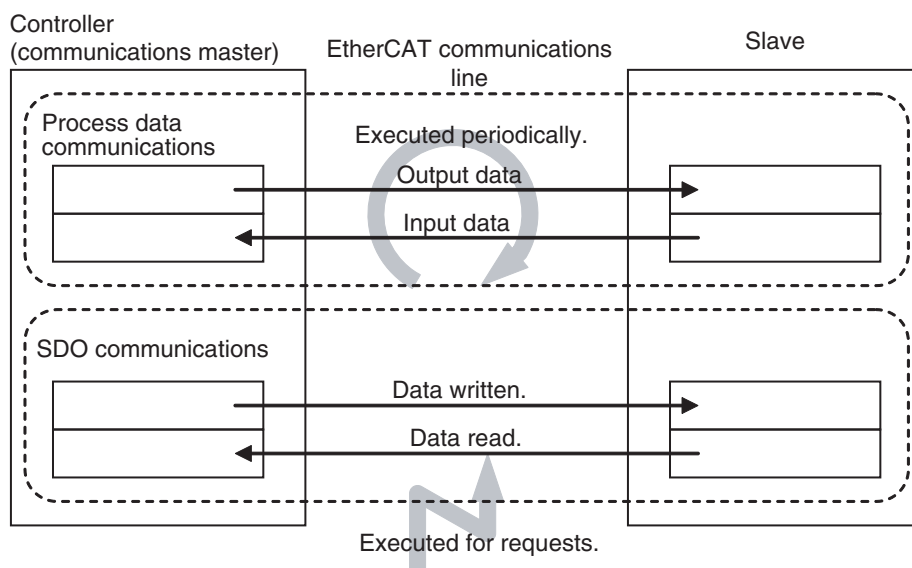 Controller
(communications master)
EtherCAT communications
line
Slave
Process data
communications
Executed periodically.
Output data
Input data
SDO communications
Data written.
Data read.
Executed for requests.